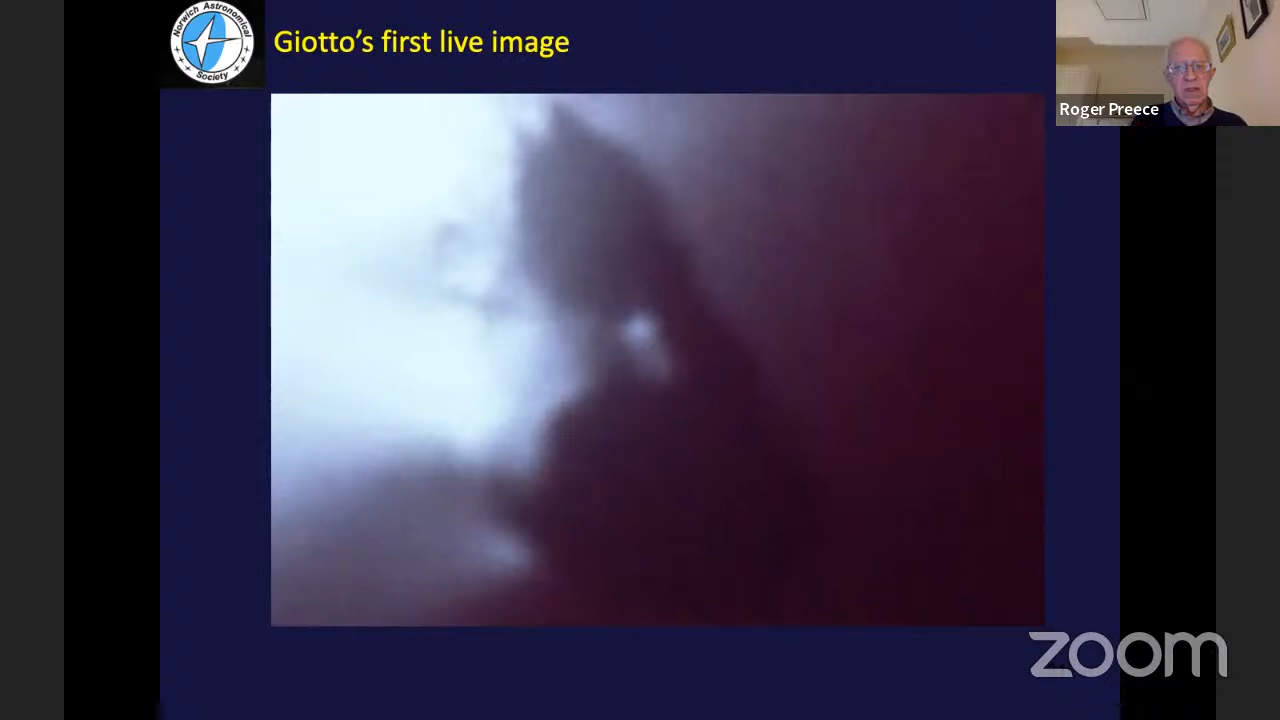 Norwich Astronomical
Society
Giotto's first live image
Roger Preece
zoom